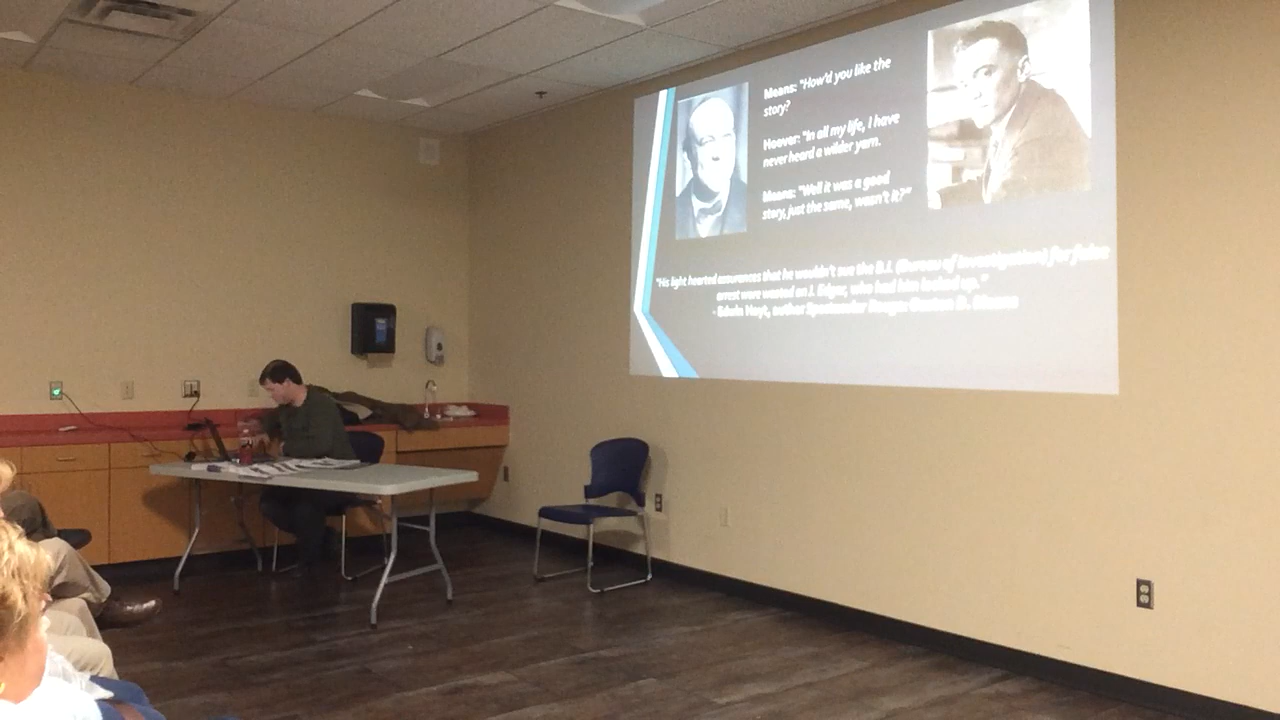 Means: "How'd you like the
story?
Hoover: "In all my life, I have
never heard a wilder yarn.
Means: "Well it was a good
story, just the same, wasn't it?"
"His light hearted assurances that he wouldn't sue the B.I. (Bureau of Investigation) for false
arrest were wasted on J. Edgar, who had him locked up."
- Edwin Hoyt, author Spectacular Rogue: Gaston B. Means